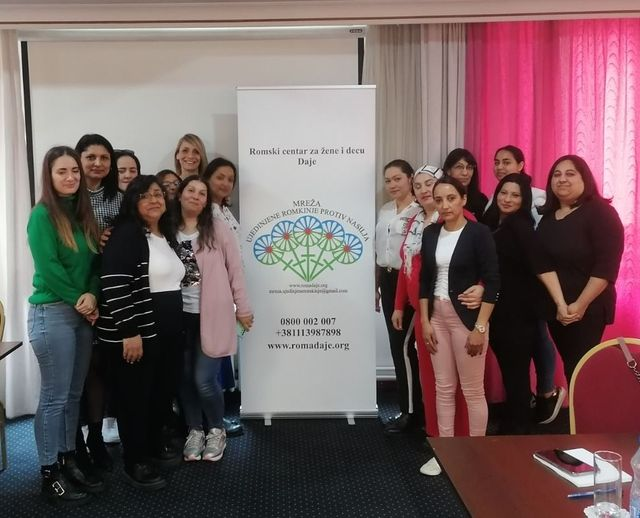 Romski centar za žene i decu
Daje
MREŽA
UJEDINJENE ROMKINJE PROTIV NASILJA
www.romadaje.org
0800 002 007
+381113987898
www.romadaje.org